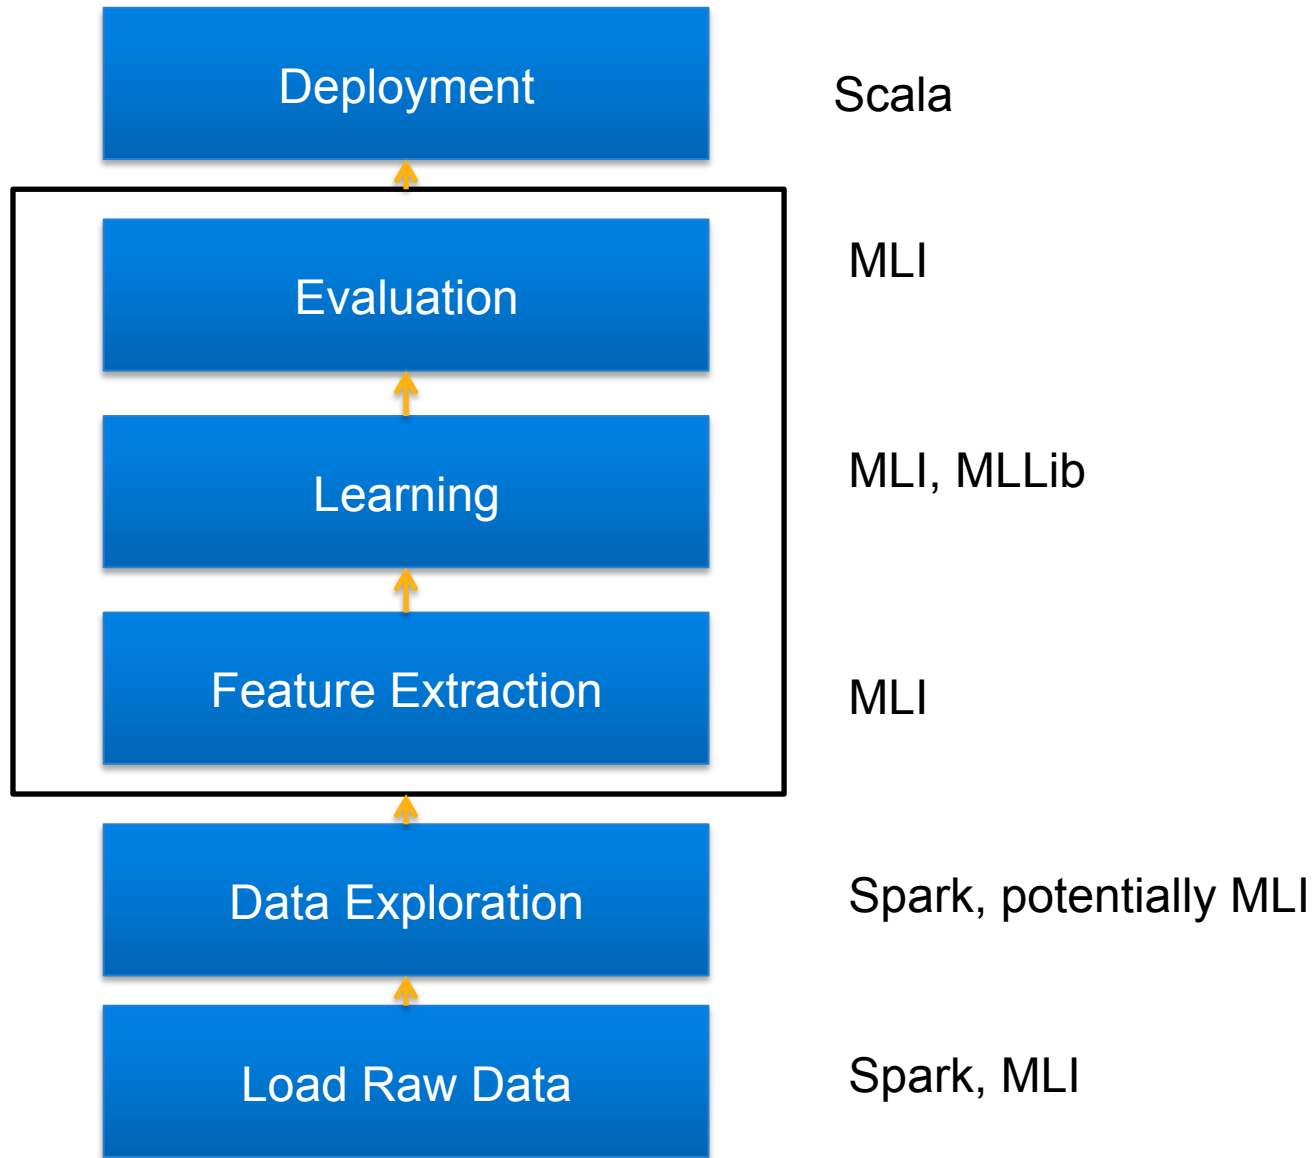 Deployment
Scala
Evaluation
MLI
Learning
MLI, MLLib
Feature Extraction
MLI
Data Exploration
Spark, potentially MLI
Load Raw Data
Spark, MLI